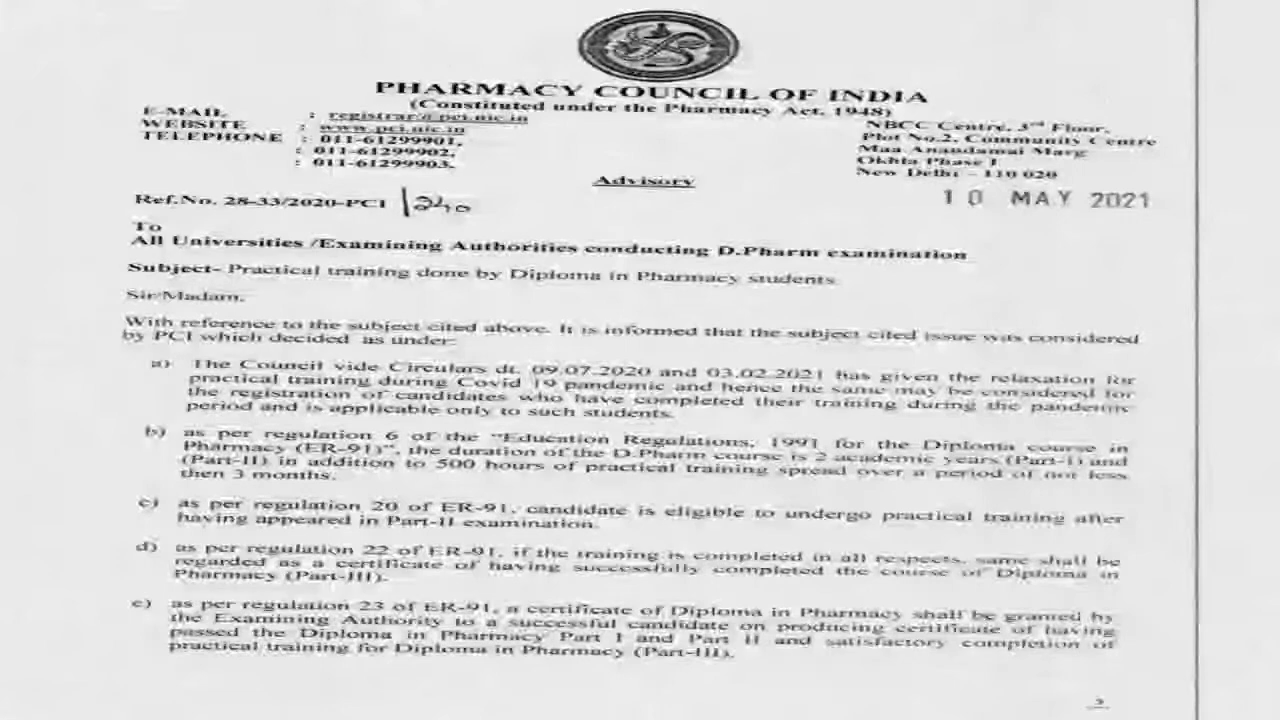 PHARMACY COUNCIL OF INDIA
(Constituted under the Pharmacy Act, 1948)
E-MAIL : registrar@pci.nic.in
WEBSITE : www.pci.nic.in
TELEPHONE : 011-61299901,
: 011-61299902,
: 011-61299903,
NBCC Centre, 3rd Floor,
Plot No.2, Community Centre
Maa Anandamai Marg
Okhla Phase I
New Delhi – 110 020
Advisory
10 MAY 2021
Ref.No. 28-33/2020-PCI /1240
To
All Universities /Examining Authorities conducting D.Pharm examination
Subject- Practical training done by Diploma in Pharmacy students
Sir/Madam,
With reference to the subject cited above. It is informed that the subject cited issue was considered
by PCI which decided as under-
a) The Council vide Circulars dt. 09.07.2020 and 03.02.2021 has given the relaxation for
practical training during Covid 19 pandemic and hence the same may be considered for
the registration of candidates who have completed their training during the pandemic
period and is applicable only to such students.
b) as per regulation 6 of the "Education Regulations, 1991 for the Diploma course in
Pharmacy (ER-91)", the duration of the D.Pharm course is 2 academic years (Part-I) and
(Part-II) in addition to 500 hours of practical training spread over a period of not less
then 3 months.
c) as per regulation 20 of ER-91, candidate is eligible to undergo practical training after
having appeared in Part-II examination.
d) as per regulation 22 of ER-91, if the training is completed in all respects, same shall be
regarded as a certificate of having successfully completed the course of Diploma in
Pharmacy (Part-III).
e) as per regulation 23 of ER-91, a certificate of Diploma in Pharmacy shall be granted by
the Examining Authority to a successful candidate on producing certificate of having
passed the Diploma in Pharmacy Part I and Part II and satisfactory completion of
practical training for Diploma in Pharmacy (Part-III).